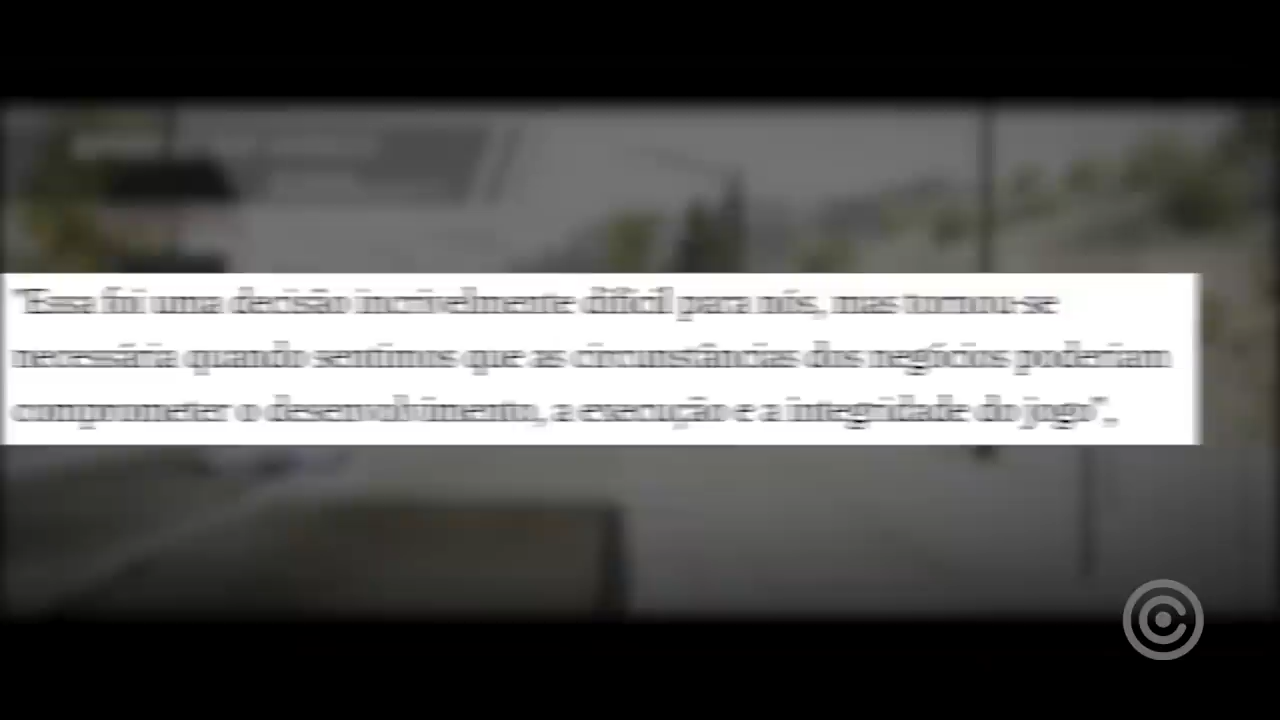 "Essa foi uma decisão incrivelmente difícil para nós, mas tornou-se
necessária quando sentimos que as circunstâncias dos negócios poderiam
comprometer o desenvolvimento, a execução e a integridade do jogo",